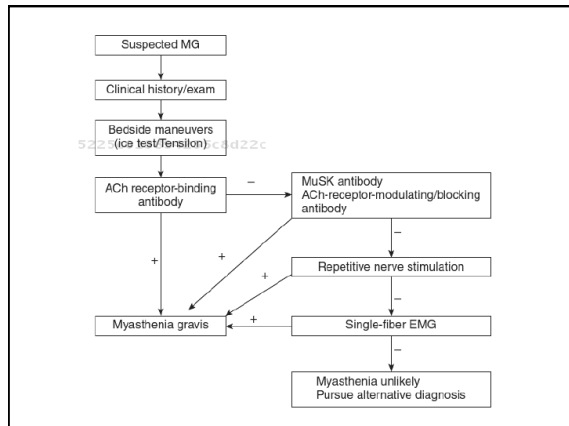 Suspected MG
Clinical history/exam
Bedside maneuvers
(ice test/Tensilon)
ACh receptor-binding
antibody
−
MuSK antibody
ACh-receptor-modulating/blocking
antibody
−
+
+
+
Repetitive nerve stimulation
−
Myasthenia gravis
+
Single-fiber EMG
−
Myasthenia unlikely
Pursue alternative diagnosis